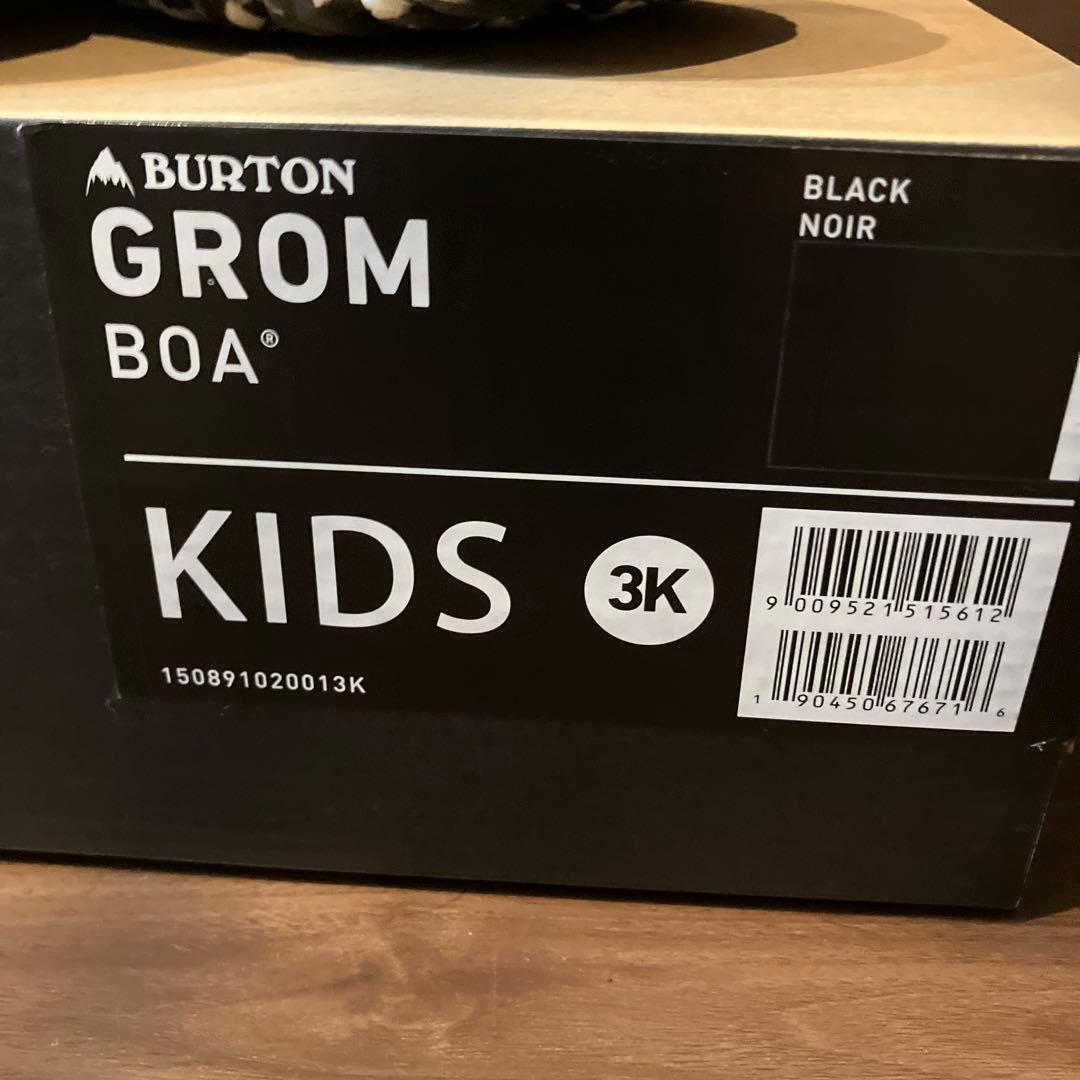 BURTON
GROM
BOA®
BLACK
NOIR
KIDS
3K
150891020013K
9 009521 515612
1 90450 67671 6